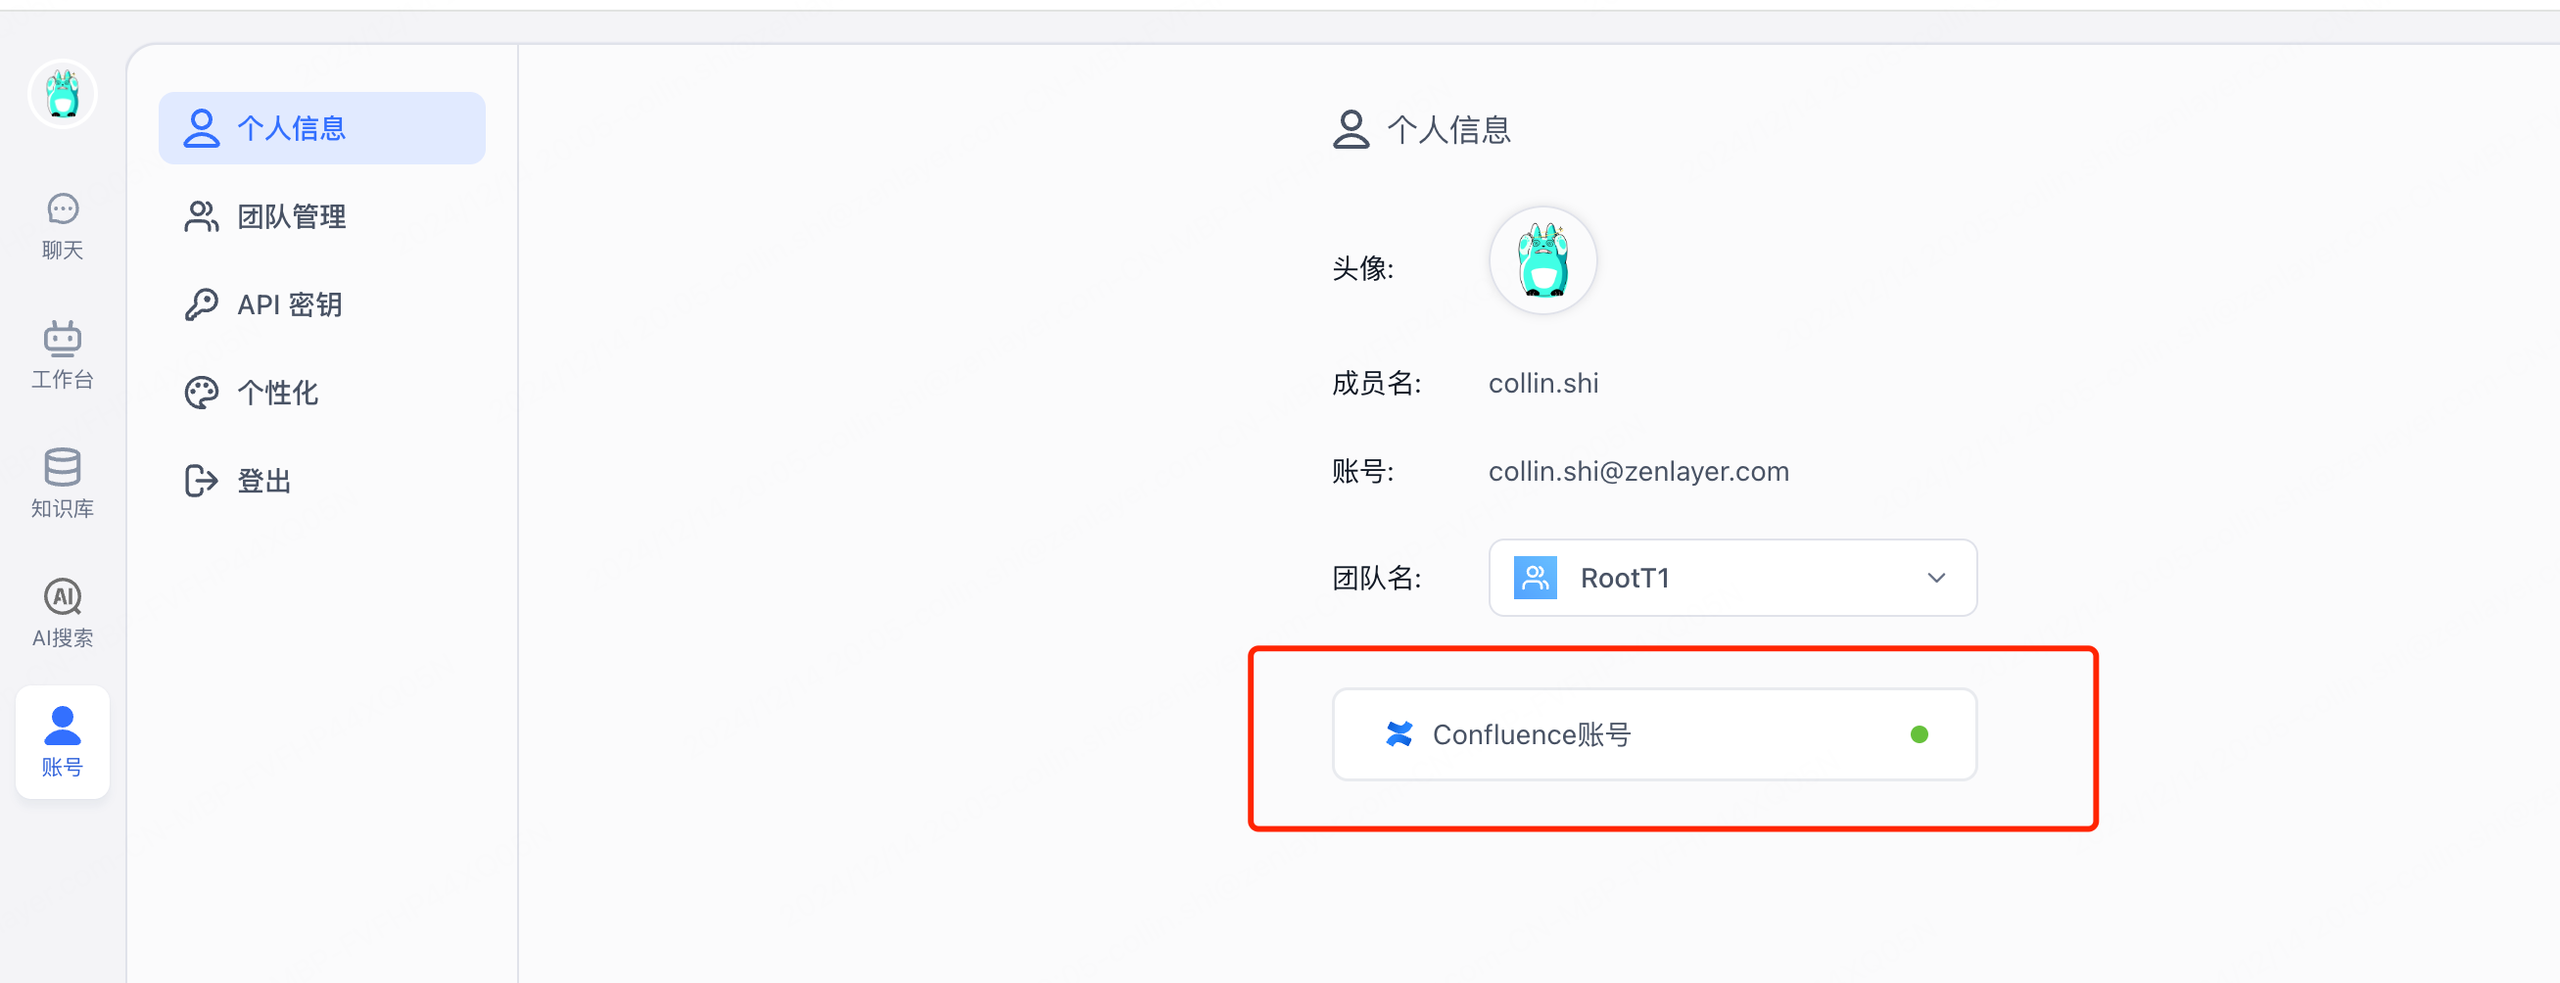 聊天
工作台
知识库
AI搜索
账号
个人信息
团队管理
API 密钥
个性化
登出
个人信息
头像:
成员名: collin.shi
账号: collin.shi@zenlayer.com
团队名: RootT1
Confluence账号